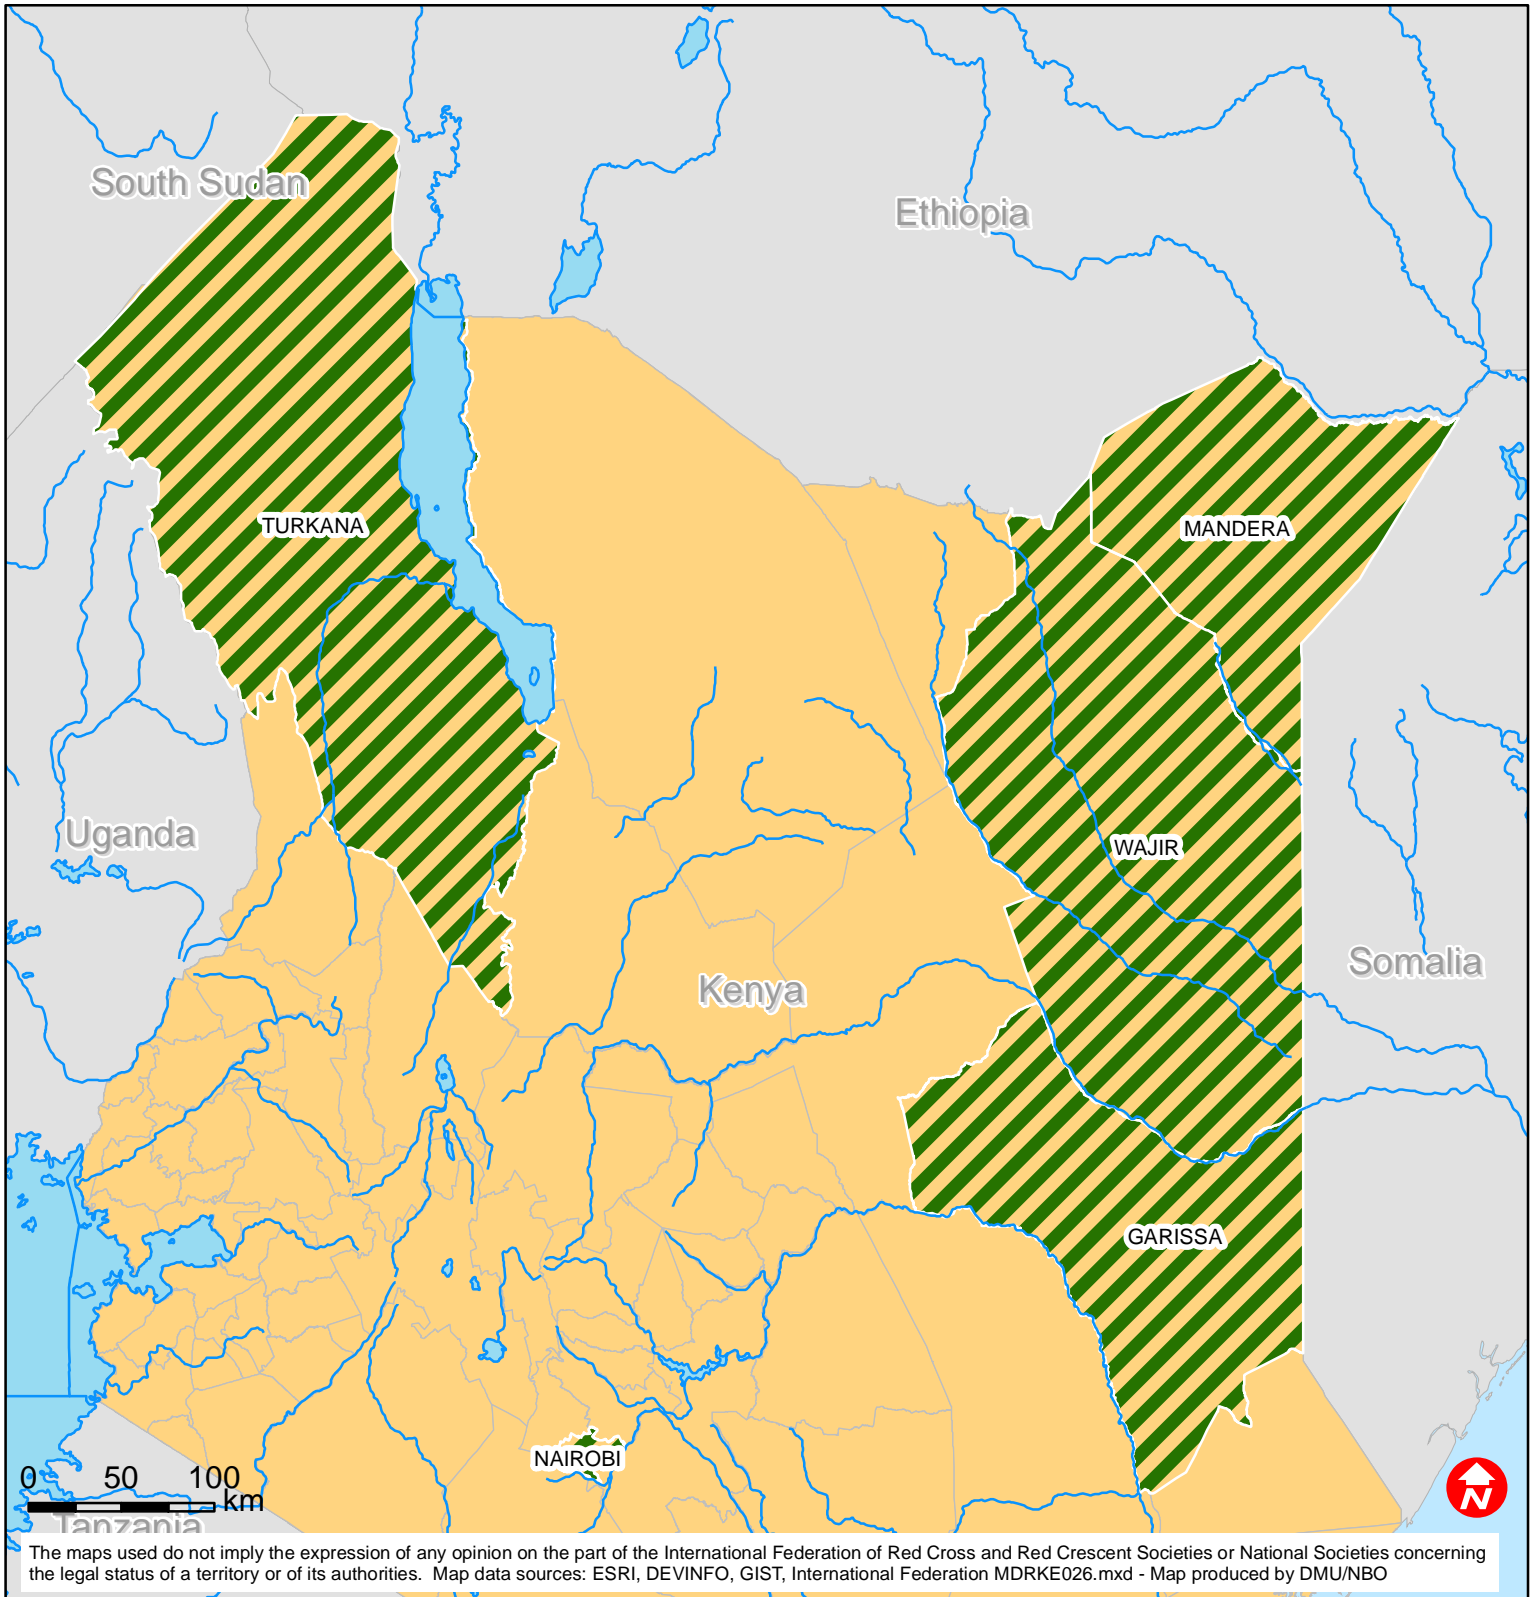 South Sudan
Ethiopia
TURKANA
MANDERA
Uganda
WAJIR
Somalia
Kenya
GARISSA
NAIROBI
0 50 100
km
Tanzania
N
The maps used do not imply the expression of any opinion on the part of the International Federation of Red Cross and Red Crescent Societies or National Societies concerning
the legal status of a territory or of its authorities. Map data sources: ESRI, DEVINFO, GIST, International Federation MDRKE026.mxd - Map produced by DMU/NBO